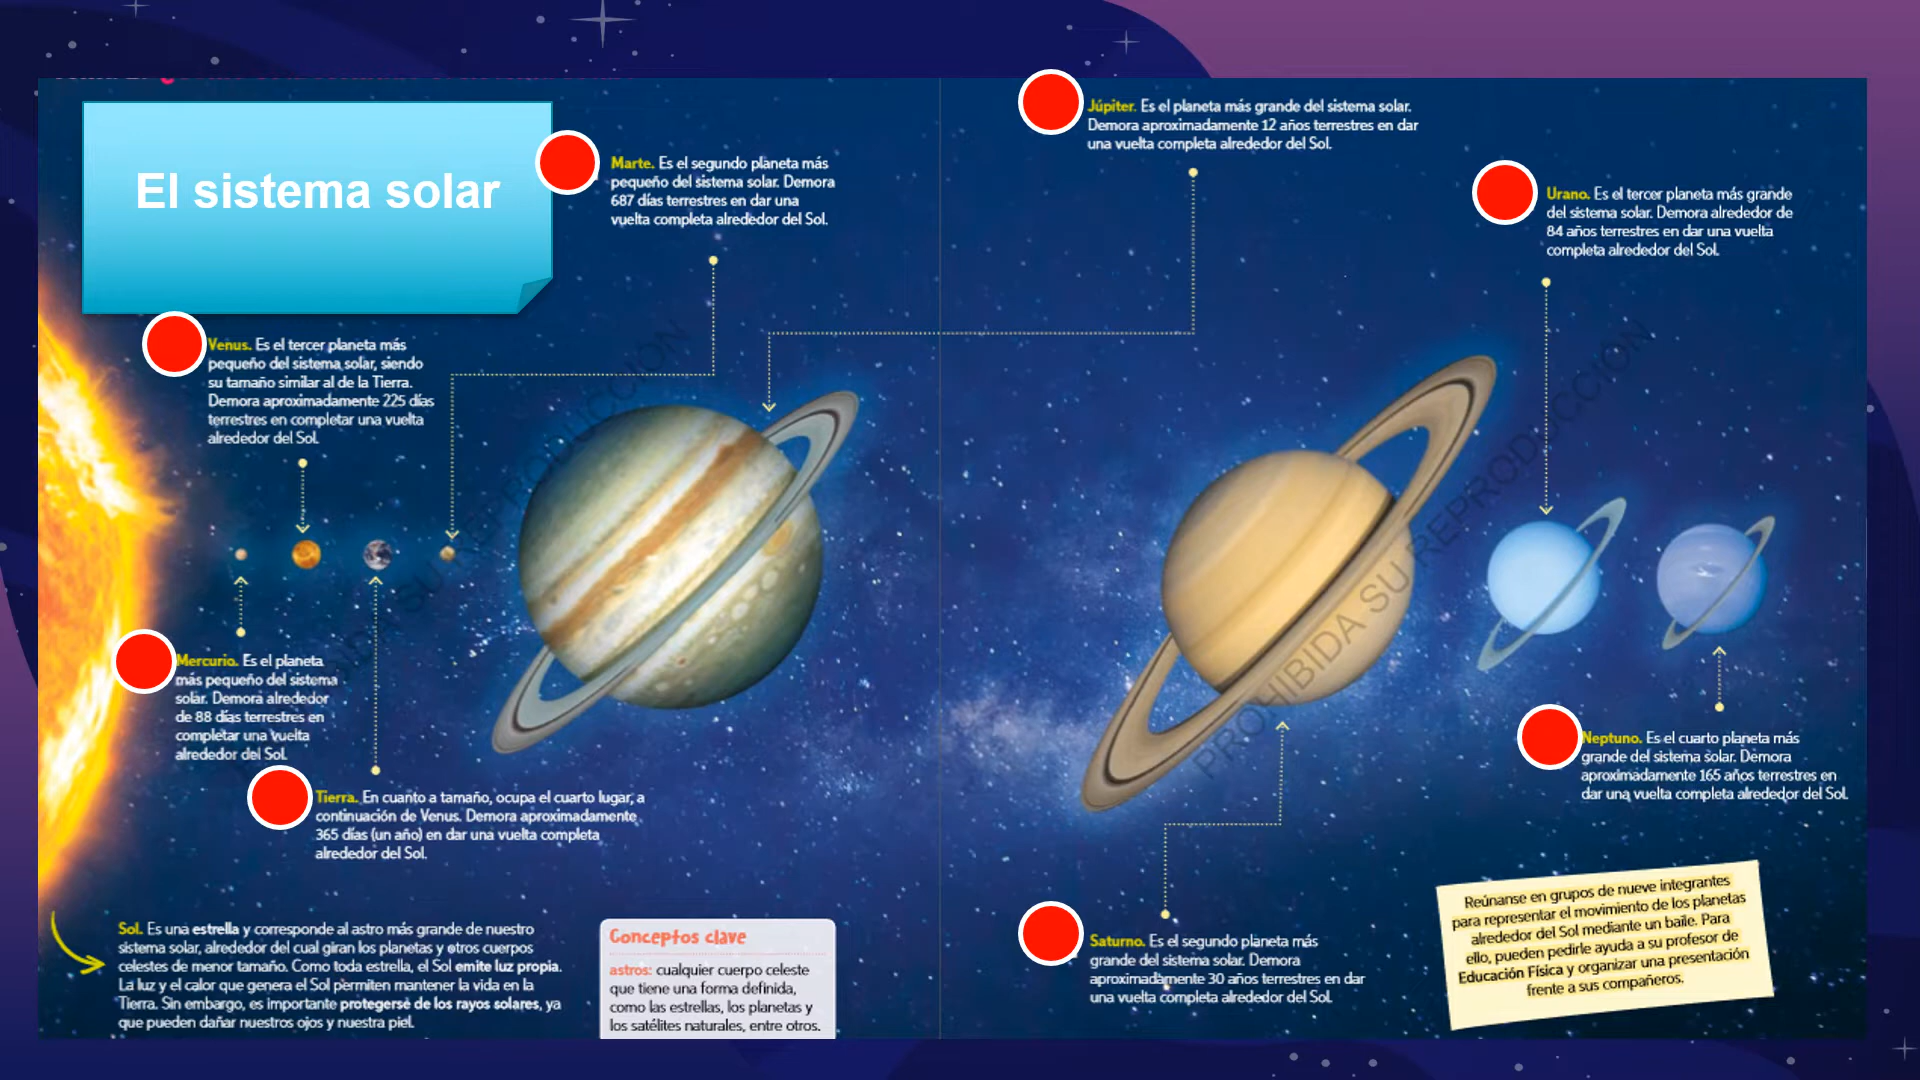 El sistema solar
Marte. Es el segundo planeta más
pequeño del sistema solar. Demora
687 días terrestres en dar una
vuelta completa alrededor del Sol.
Júpiter. Es el planeta más grande del sistema solar.
Demora aproximadamente 12 años terrestres en dar
una vuelta completa alrededor del Sol.
Urano. Es el tercer planeta más grande
del sistema solar. Demora alrededor de
84 años terrestres en dar una vuelta
completa alrededor del Sol.
Venus. Es el tercer planeta más
pequeño del sistema solar, siendo
su tamaño similar al de la Tierra.
Demora aproximadamente 225 días
terrestres en completar una vuelta
alrededor del Sol.
Mercurio. Es el planeta
más pequeño del sistema
solar. Demora alrededor
de 88 días terrestres en
completar una vuelta
alrededor del Sol.
Tierra. En cuanto a tamaño, ocupa el cuarto lugar, a
continuación de Venus. Demora aproximadamente
365 días (un año) en dar una vuelta completa
alrededor del Sol.
Neptuno. Es el cuarto planeta más
grande del sistema solar. Demora
aproximadamente 165 años terrestres en
dar una vuelta completa alrededor del Sol.
Sol. Es una estrella y corresponde al astro más grande de nuestro
sistema solar, alrededor del cual giran los planetas y otros cuerpos
celestes de menor tamaño. Como toda estrella, el Sol emite luz propia.
La luz y el calor que genera el Sol permiten mantener la vida en la
Tierra. Sin embargo, es importante protegerse de los rayos solares, ya
que pueden dañar nuestros ojos y nuestra piel.
Conceptos clave
astros: cualquier cuerpo celeste
que tiene una forma definida,
como las estrellas, los planetas y
los satélites naturales, entre otros.
Saturno. Es el segundo planeta más
grande del sistema solar. Demora
aproximadamente 30 años terrestres en dar
una vuelta completa alrededor del Sol.
Reúnanse en grupos de nueve integrantes
para representar el movimiento de los planetas
alrededor del Sol mediante un baile. Para
ello, pueden pedirle ayuda a su profesor de
Educación Física y organizar una presentación
frente a sus compañeros.
PROHIBIDA SU REPRODUCCIÓN
SU REPRODUCCIÓN